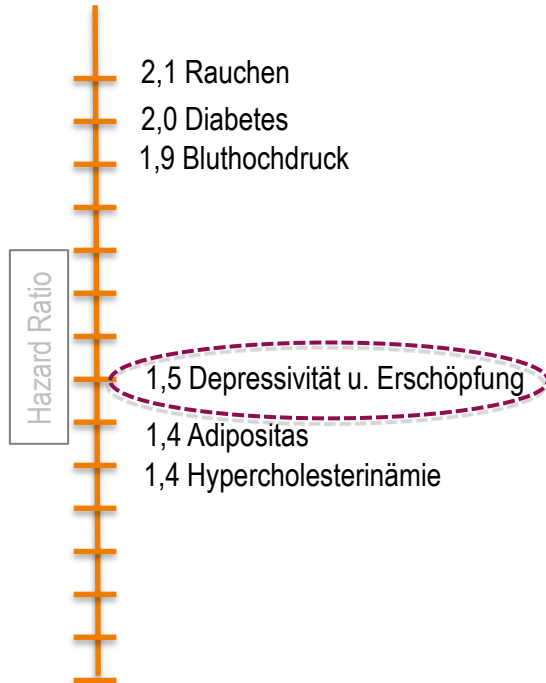 2,1 Rauchen
2,0 Diabetes
1,9 Bluthochdruck
Hazard Ratio
1,5 Depressivität u. Erschöpfung
1,4 Adipositas
1,4 Hypercholesterinämie